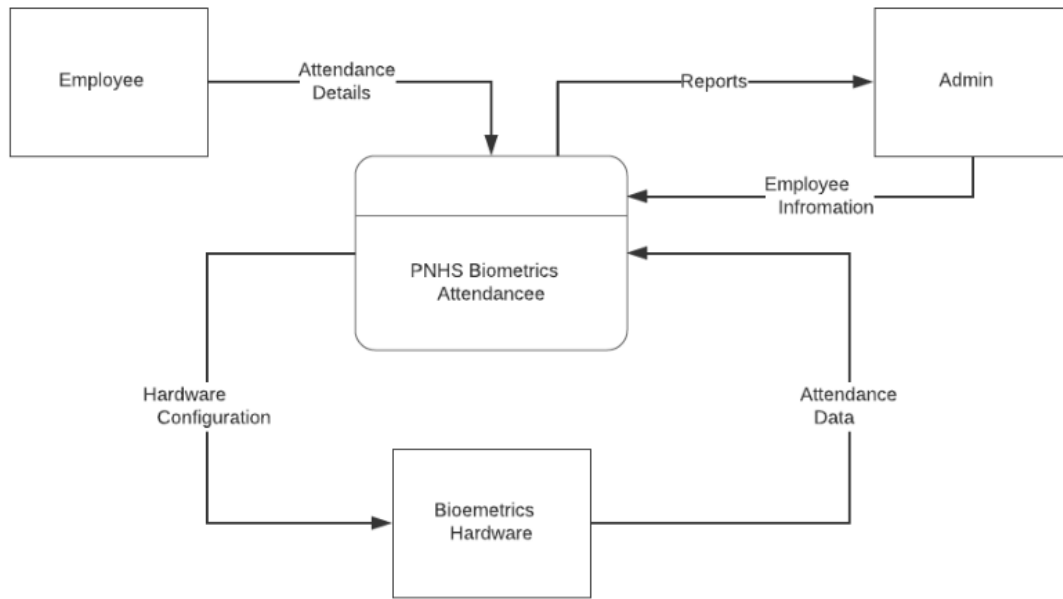 Employee
Attendance
Details
Reports
Admin
Employee
Infromation
PNHS Biometrics
Attendancee
Hardware
Configuration
Attendance
Data
Bioemetrics
Hardware